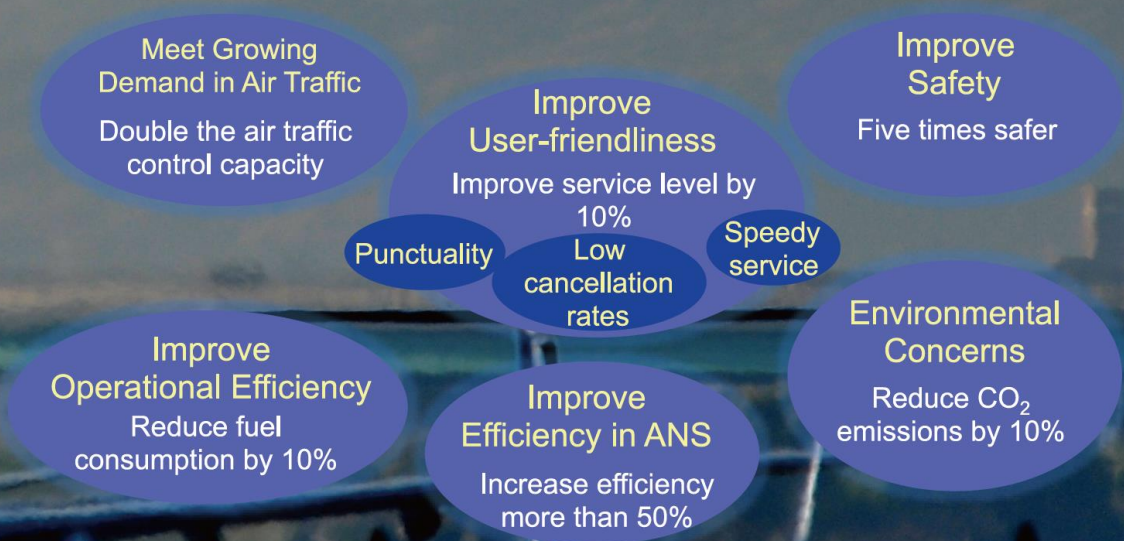 Meet Growing
Demand in Air Traffic
Double the air traffic
control capacity
Improve
User-friendliness
Improve service level by
10%
Punctuality
Low
cancellation
rates
Speedy
service
Improve
Safety
Five times safer
Improve
Operational Efficiency
Reduce fuel
consumption by 10%
Improve
Efficiency in ANS
Increase efficiency
more than 50%
Environmental
Concerns
Reduce CO₂
emissions by 10%